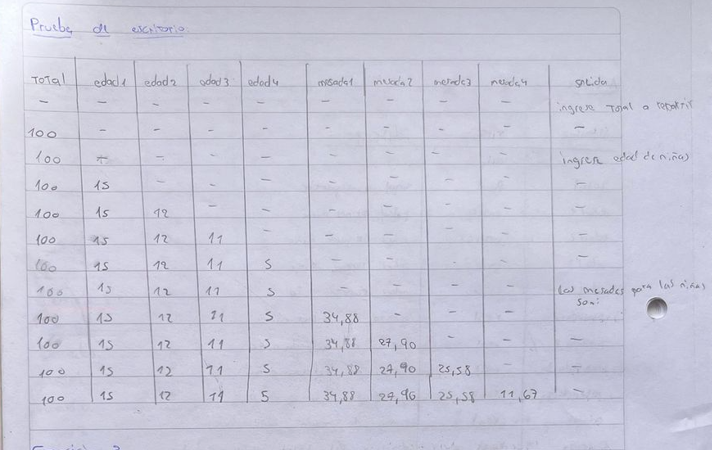 Prueba de escritorio
TOTAL edad1 edad2 edad3 edad4 mesada1 mesada2 mesada3 mesada4 salida
- - - - - - - - - ingrese total a repartir
100 - - - - - - - - -
100 - - - - - - - - ingrese edad de niñas
100 15 - - - - - - - -
100 15 12 - - - - - - -
100 15 12 11 - - - - - -
100 15 12 11 5 - - - - -
100 15 12 11 5 - - - - las mesadas para las niñas
son:
100 15 12 11 5 34,88 - - - -
100 15 12 11 5 34,88 27,90 - - -
100 15 12 11 5 34,88 27,90 25,58 - -
100 15 12 11 5 34,88 27,90 25,58 11,67 -